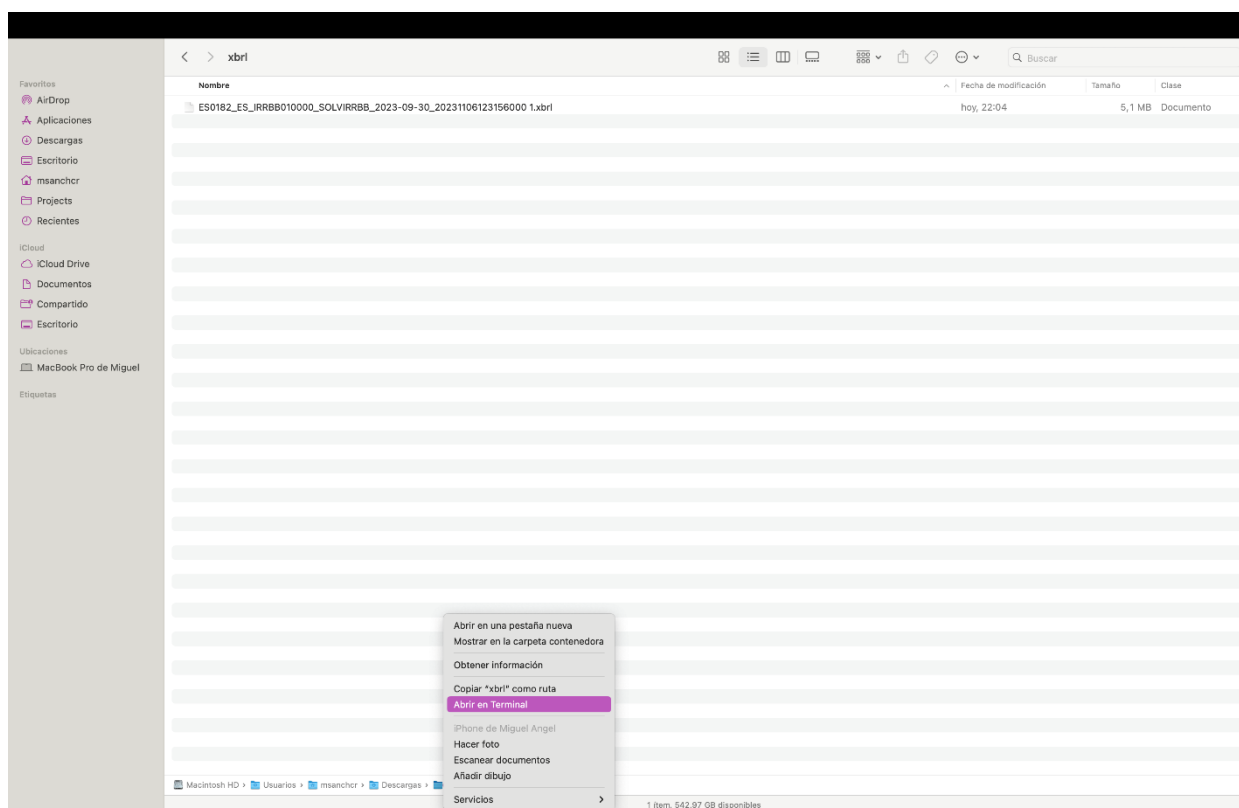 xbrl
Buscar
Favoritos
AirDrop
Aplicaciones
Descargas
Escritorio
msanchcr
Projects
Recientes
iCloud
iCloud Drive
Documentos
Compartido
Escritorio
Ubicaciones
MacBook Pro de Miguel
Etiquetas
Nombre Fecha de modificación Tamaño Clase
ES0182_ES_IRRBB010000_SOLVIRRBB_2023-09-30_20231106123156000 1.xbrl hoy, 22:04 5,1 MB Documento
Abrir en una pestaña nueva
Mostrar en la carpeta contenedora
Obtener información
Copiar "xbrl" como ruta
Abrir en Terminal
iPhone de Miguel Angel
Hacer foto
Escanear documentos
Añadir dibujo
Servicios
Macintosh HD › Usuarios › msanchcr › Descargas ›
1 ítem, 542,97 GB disponibles